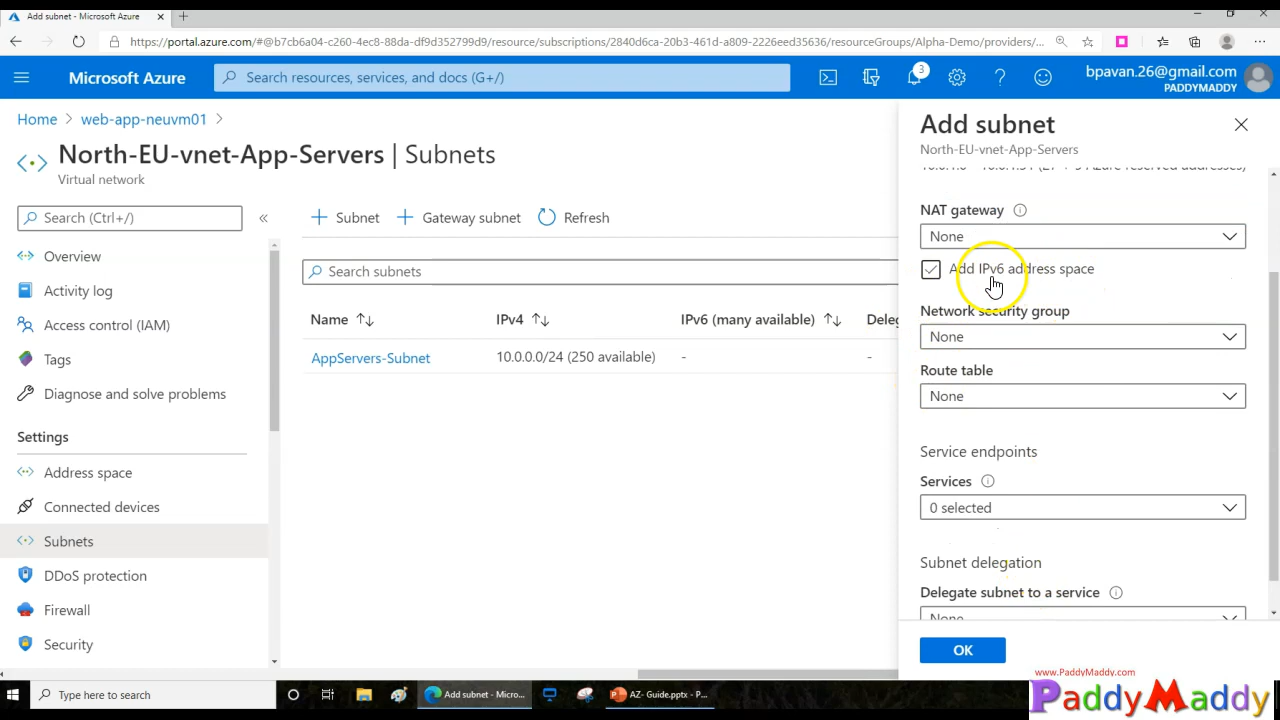 Add subnet - Microsoft Azure
https://portal.azure.com/#@b7cb6a04-c260-4ec8-88da-df9d352799d9/resource/subscriptions/2840d6ca-20b3-461d-a809-2226eed35636/resourceGroups/Alpha-Demo/providers/...
Microsoft Azure
Search resources, services, and docs (G+/)
3
bpavan.26@gmail.com
PADDYMADDY
Home > web-app-neuvm01 >
North-EU-vnet-App-Servers | Subnets
Virtual network
Search (Ctrl+/)
«
Overview
Activity log
Access control (IAM)
Tags
Diagnose and solve problems
Settings
Address space
Connected devices
Subnets
DDoS protection
Firewall
Security
+ Subnet
+ Gateway subnet
Refresh
Search subnets
Name
IPv4
IPv6 (many available)
Deleg
AppServers-Subnet
10.0.0.0/24 (250 available)
-
-
Add subnet
North-EU-vnet-App-Servers
NAT gateway
None
Add IPv6 address space
Network security group
None
Route table
None
Service endpoints
Services
0 selected
Subnet delegation
Delegate subnet to a service
None
OK
Type here to search
Add subnet - Micro...
AZ- Guide.pptx - P...
www.PaddyMaddy.com
PaddyMaddy